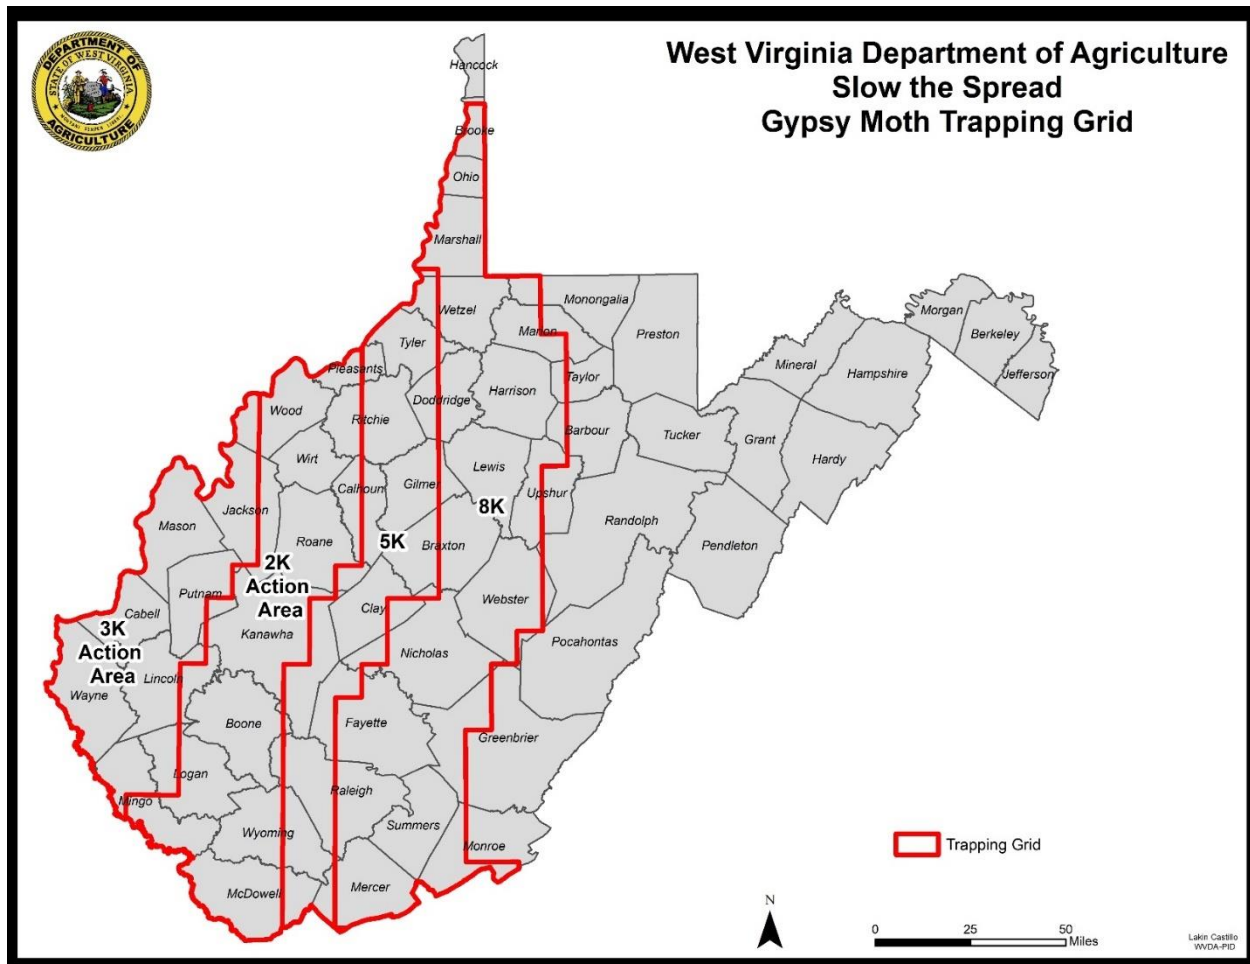 West Virginia Department of Agriculture
Slow the Spread
Gypsy Moth Trapping Grid
DEPARTMENT OF
AGRICULTURE
STATE OF WEST VIRGINIA
Hancock
Brooke
Ohio
Marshall
Wetzel
Monongalia
Marion
Preston
Tyler
Pleasants
Doddridge
Harrison
Taylor
Wood
Ritchie
Barbour
Tucker
Mineral
Hampshire
Morgan
Berkeley
Jefferson
Grant
Hardy
Wirt
Calhoun
Gilmer
Lewis
Upshur
8K
Randolph
Pendleton
Mason
Jackson
Roane
5K
Braxton
2K
Action
Area
Putnam
Clay
Webster
Cabell
Kanawha
3K
Action
Area
Nicholas
Pocahontas
Lincoln
Wayne
Boone
Fayette
Greenbrier
Logan
Mingo
Raleigh
Wyoming
Summers
Monroe
McDowell
Mercer
Trapping Grid
N
0 25 50
Miles
Lakin Castillo
WVDA-PID